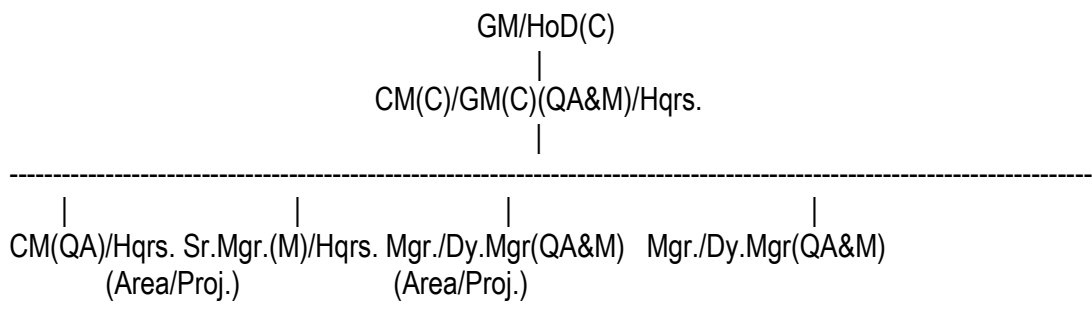 GM/HoD(C)
|
CM(C)/GM(C)(QA&M)/Hqrs.
|
-----------------------------------------------------------------------------------------------------------------------------
| | | |
CM(QA)/Hqrs. Sr.Mgr.(M)/Hqrs. Mgr./Dy.Mgr(QA&M) Mgr./Dy.Mgr(QA&M)
(Area/Proj.) (Area/Proj.)